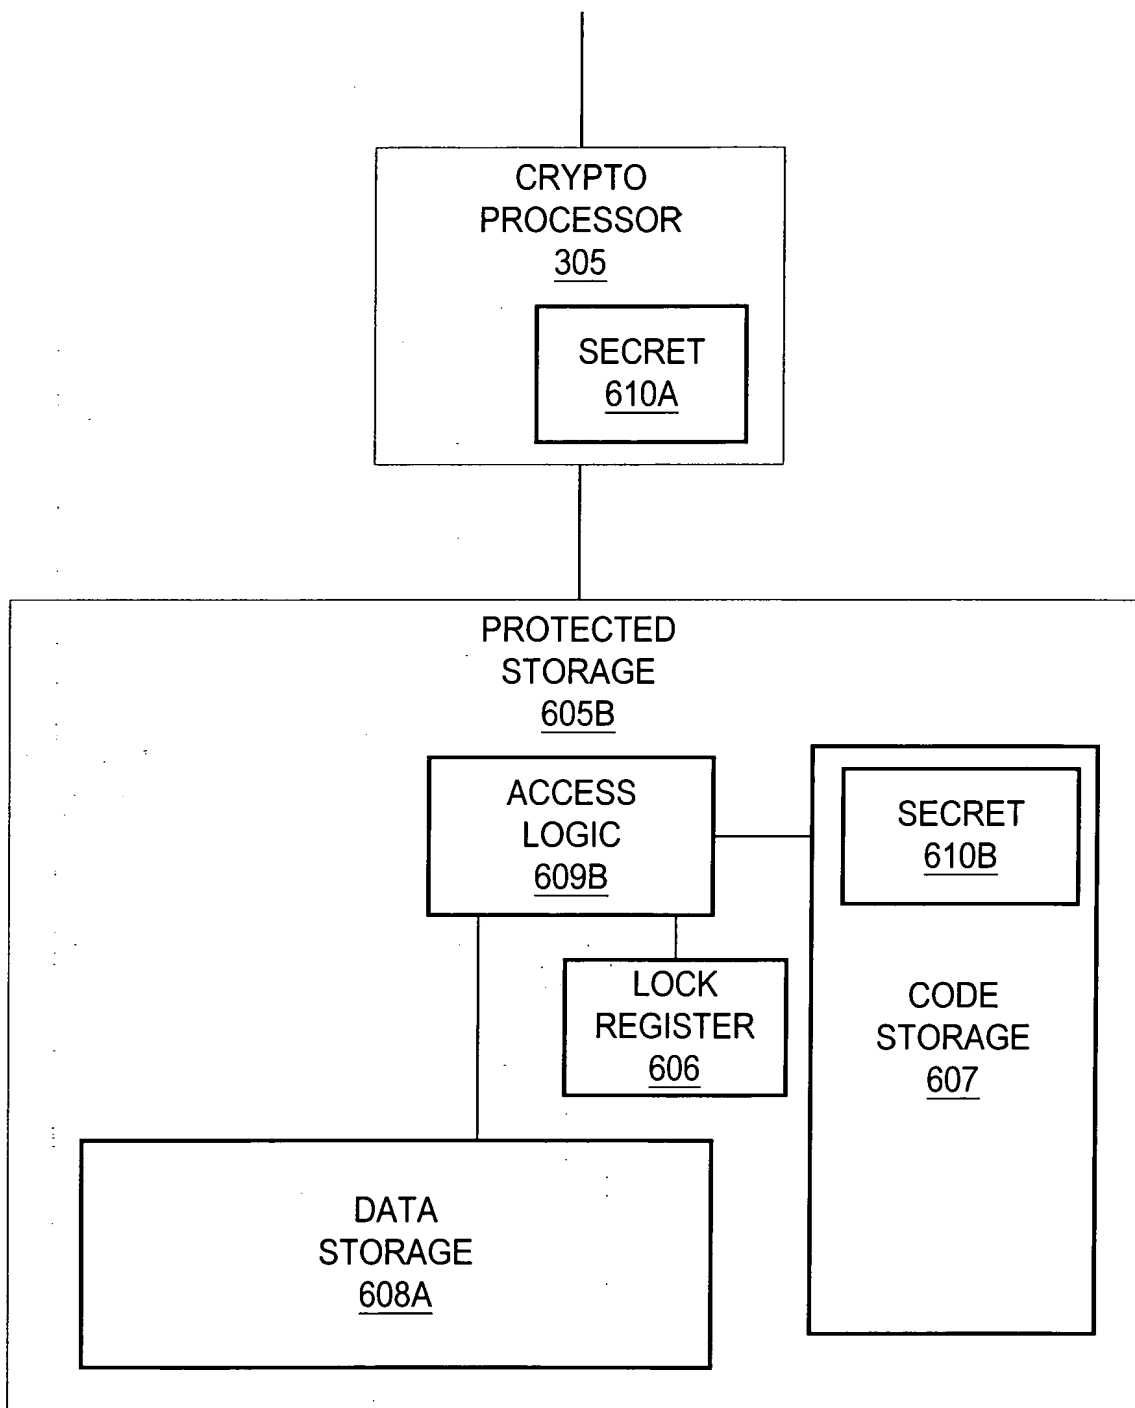 CRYPTO
PROCESSOR
305
SECRET
610A
PROTECTED
STORAGE
605B
ACCESS
LOGIC
609B
SECRET
610B
LOCK
REGISTER
606
CODE
STORAGE
607
DATA
STORAGE
608A